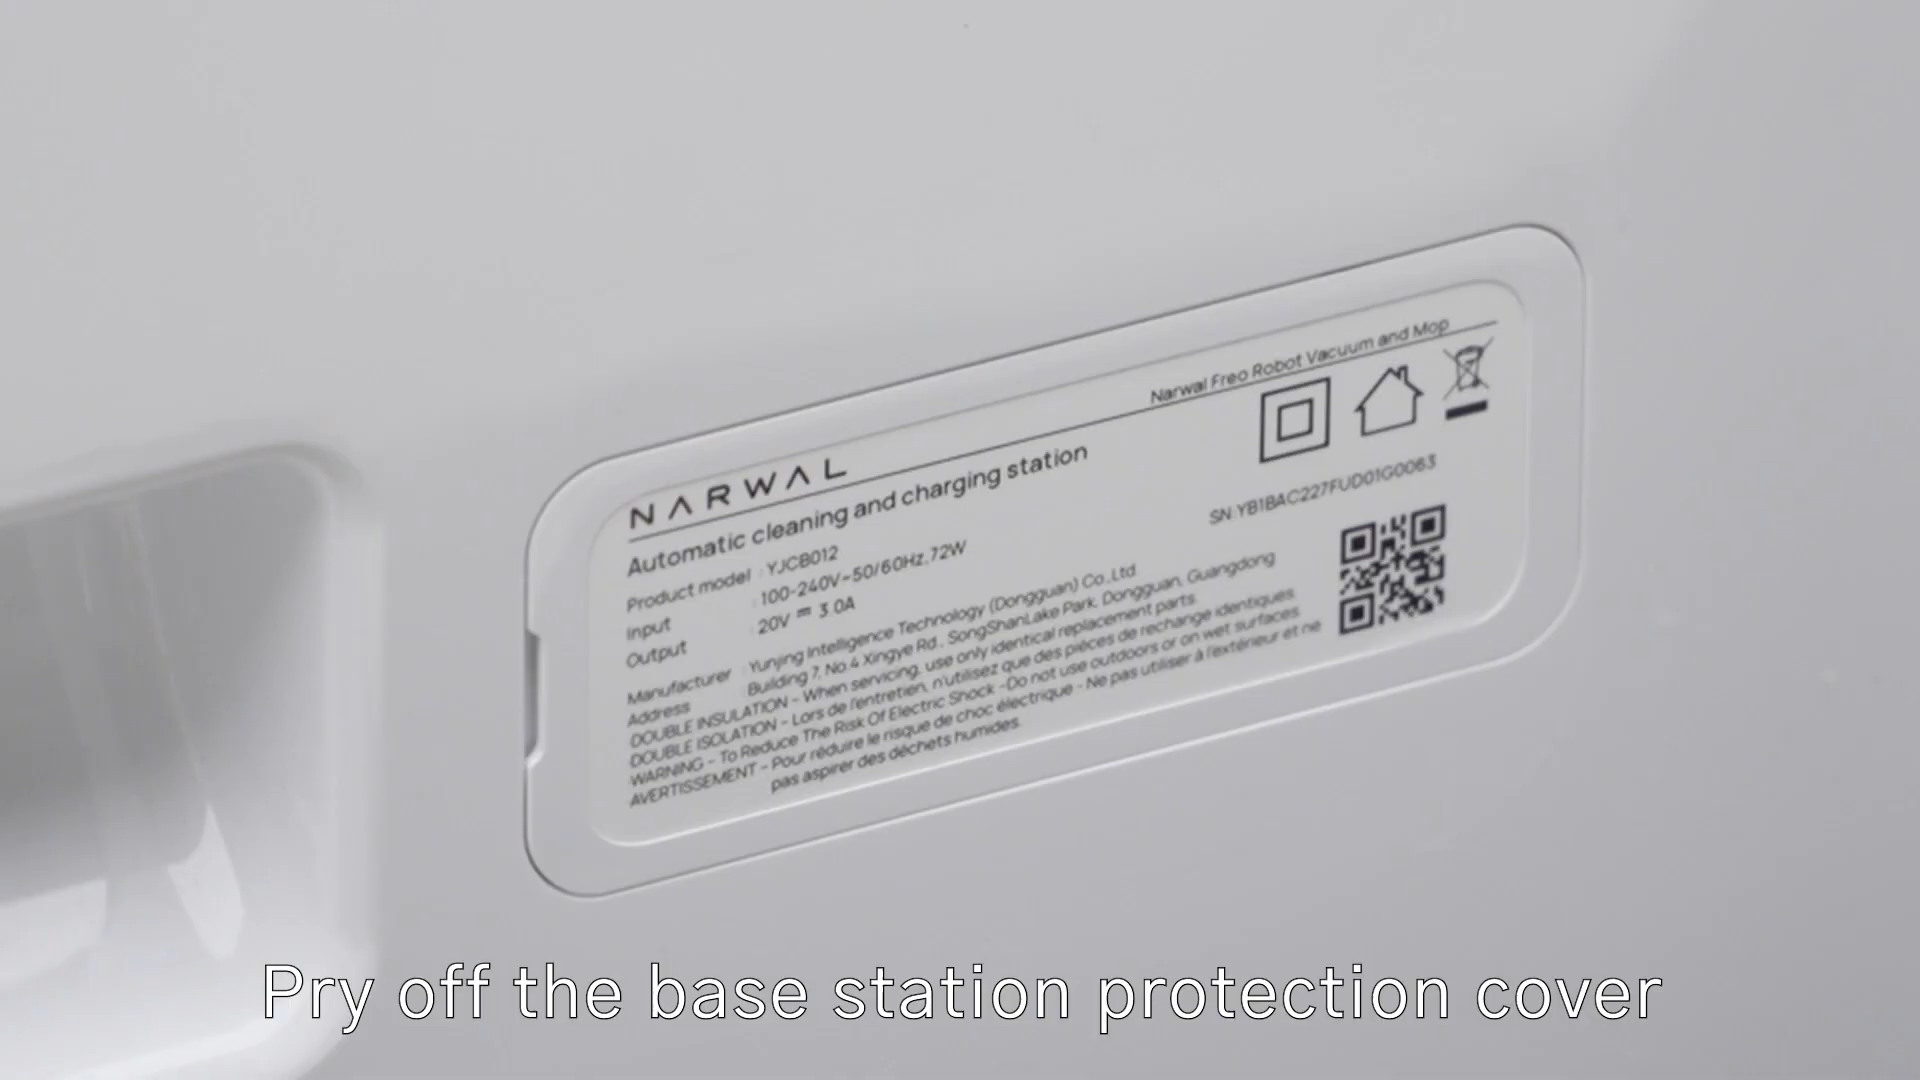 Narwal Freo Robot Vacuum and Mop
NARWAL
Automatic cleaning and charging station
Product model : YJCB012
Input : 100-240V~50/60Hz,72W
Output : 20V ⎓ 3.0A
SN:YB1BAC227FUD01G0063
Manufacturer : Yunjing Intelligence Technology (Dongguan) Co.,Ltd.
Address Building 7, No.4 Xingye Rd., SongShanLake Park, Dongguan, Guangdong
DOUBLE INSULATION - When servicing, use only identical replacement parts.
DOUBLE ISOLATION - Lors de l'entretien, n'utilisez que des pièces de rechange identiques.
WARNING - To Reduce The Risk Of Electric Shock -Do not use outdoors or on wet surfaces.
AVERTISSEMENT - Pour réduire le risque de choc électrique - Ne pas utiliser à l'extérieur et ne
pas aspirer des déchets humides.
Pry off the base station protection cover